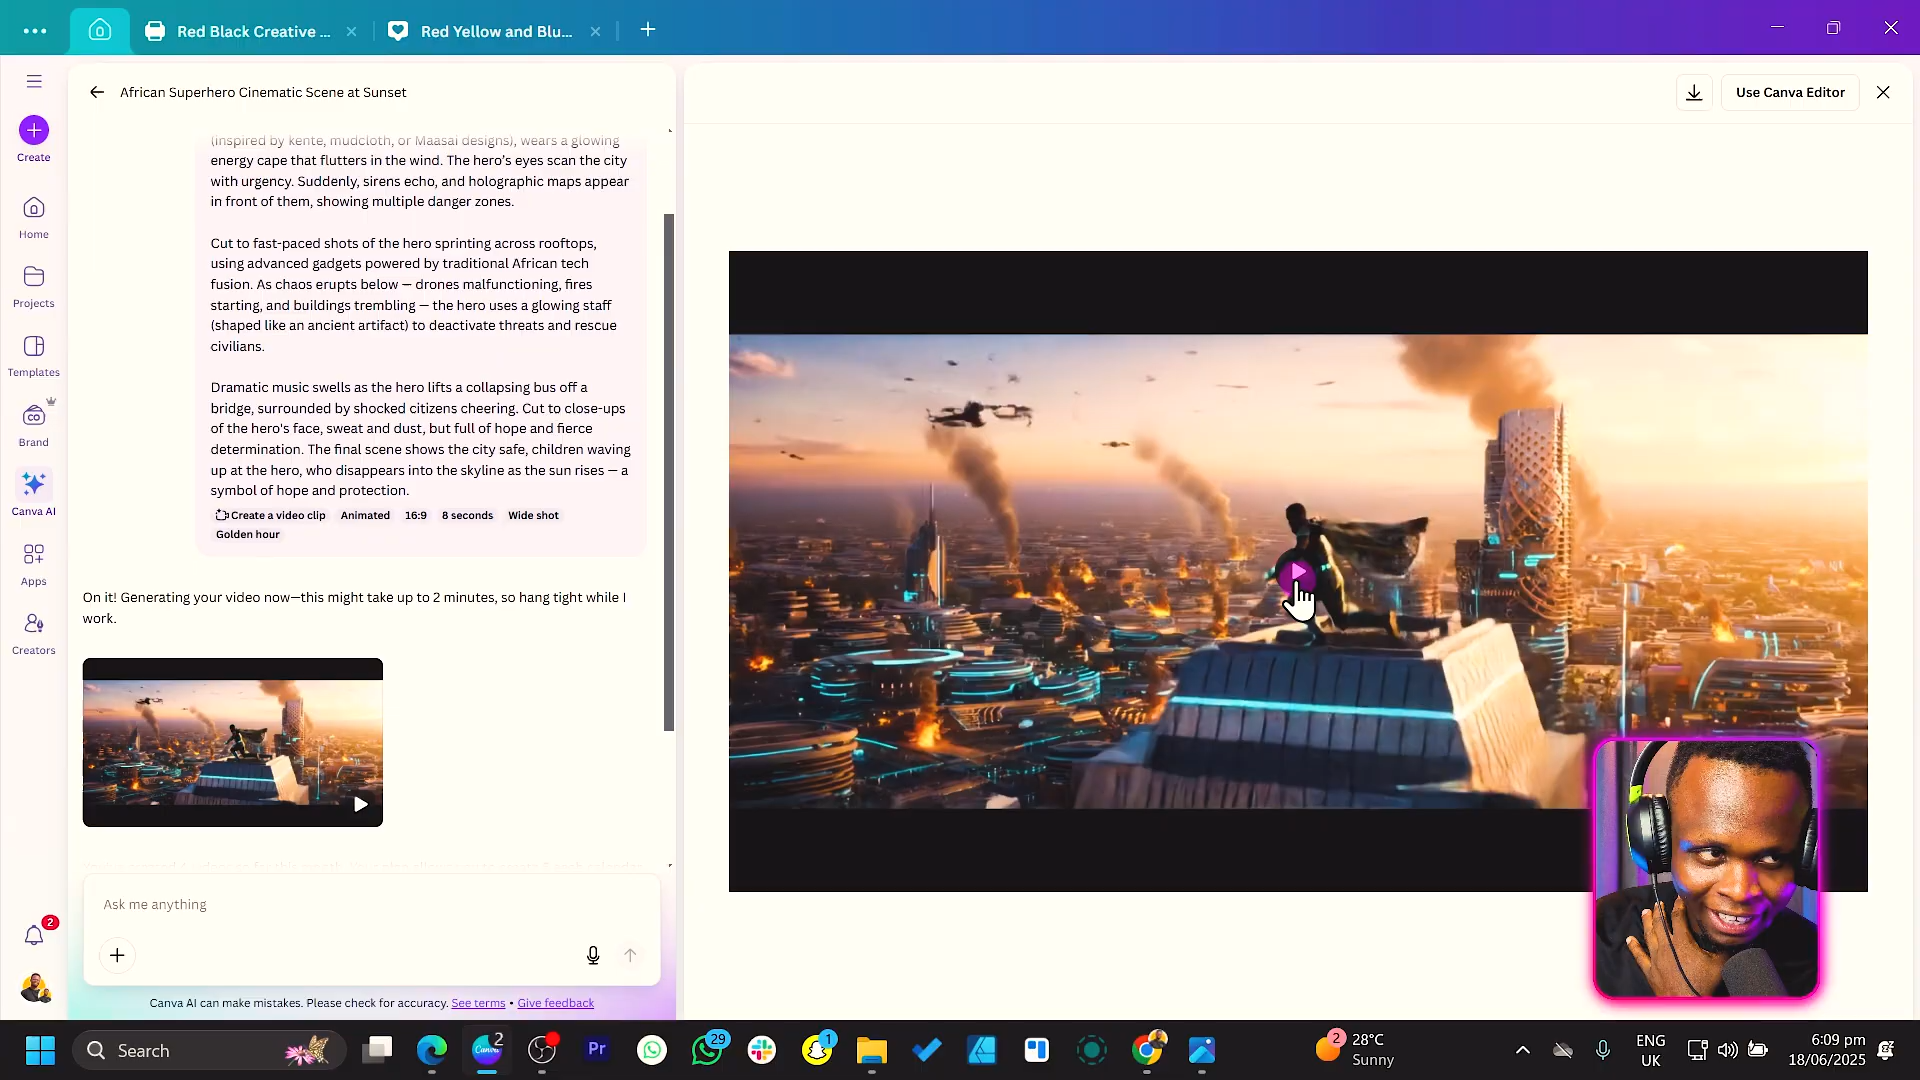 Red Black Creative ...
Red Yellow and Blu...
African Superhero Cinematic Scene at Sunset
Use Canva Editor
Create
Home
Projects
Templates
Brand
Canva AI
Apps
Creators
2
(inspired by kente, mudcloth, or Maasai designs), wears a glowing
energy cape that flutters in the wind. The hero's eyes scan the city
with urgency. Suddenly, sirens echo, and holographic maps appear
in front of them, showing multiple danger zones.
Cut to fast-paced shots of the hero sprinting across rooftops,
using advanced gadgets powered by traditional African tech
fusion. As chaos erupts below — drones malfunctioning, fires
starting, and buildings trembling — the hero uses a glowing staff
(shaped like an ancient artifact) to deactivate threats and rescue
civilians.
Dramatic music swells as the hero lifts a collapsing bus off a
bridge, surrounded by shocked citizens cheering. Cut to close-ups
of the hero's face, sweat and dust, but full of hope and fierce
determination. The final scene shows the city safe, children waving
up at the hero, who disappears into the skyline as the sun rises — a
symbol of hope and protection.
Create a video clip Animated 16:9 8 seconds Wide shot
Golden hour
On it! Generating your video now—this might take up to 2 minutes, so hang tight while I
work.
Ask me anything
Canva AI can make mistakes. Please check for accuracy. See terms • Give feedback
Search
Canva
2
Pr
29
1
2
28°C
Sunny
ENG
UK
6:09 pm
18/06/2025